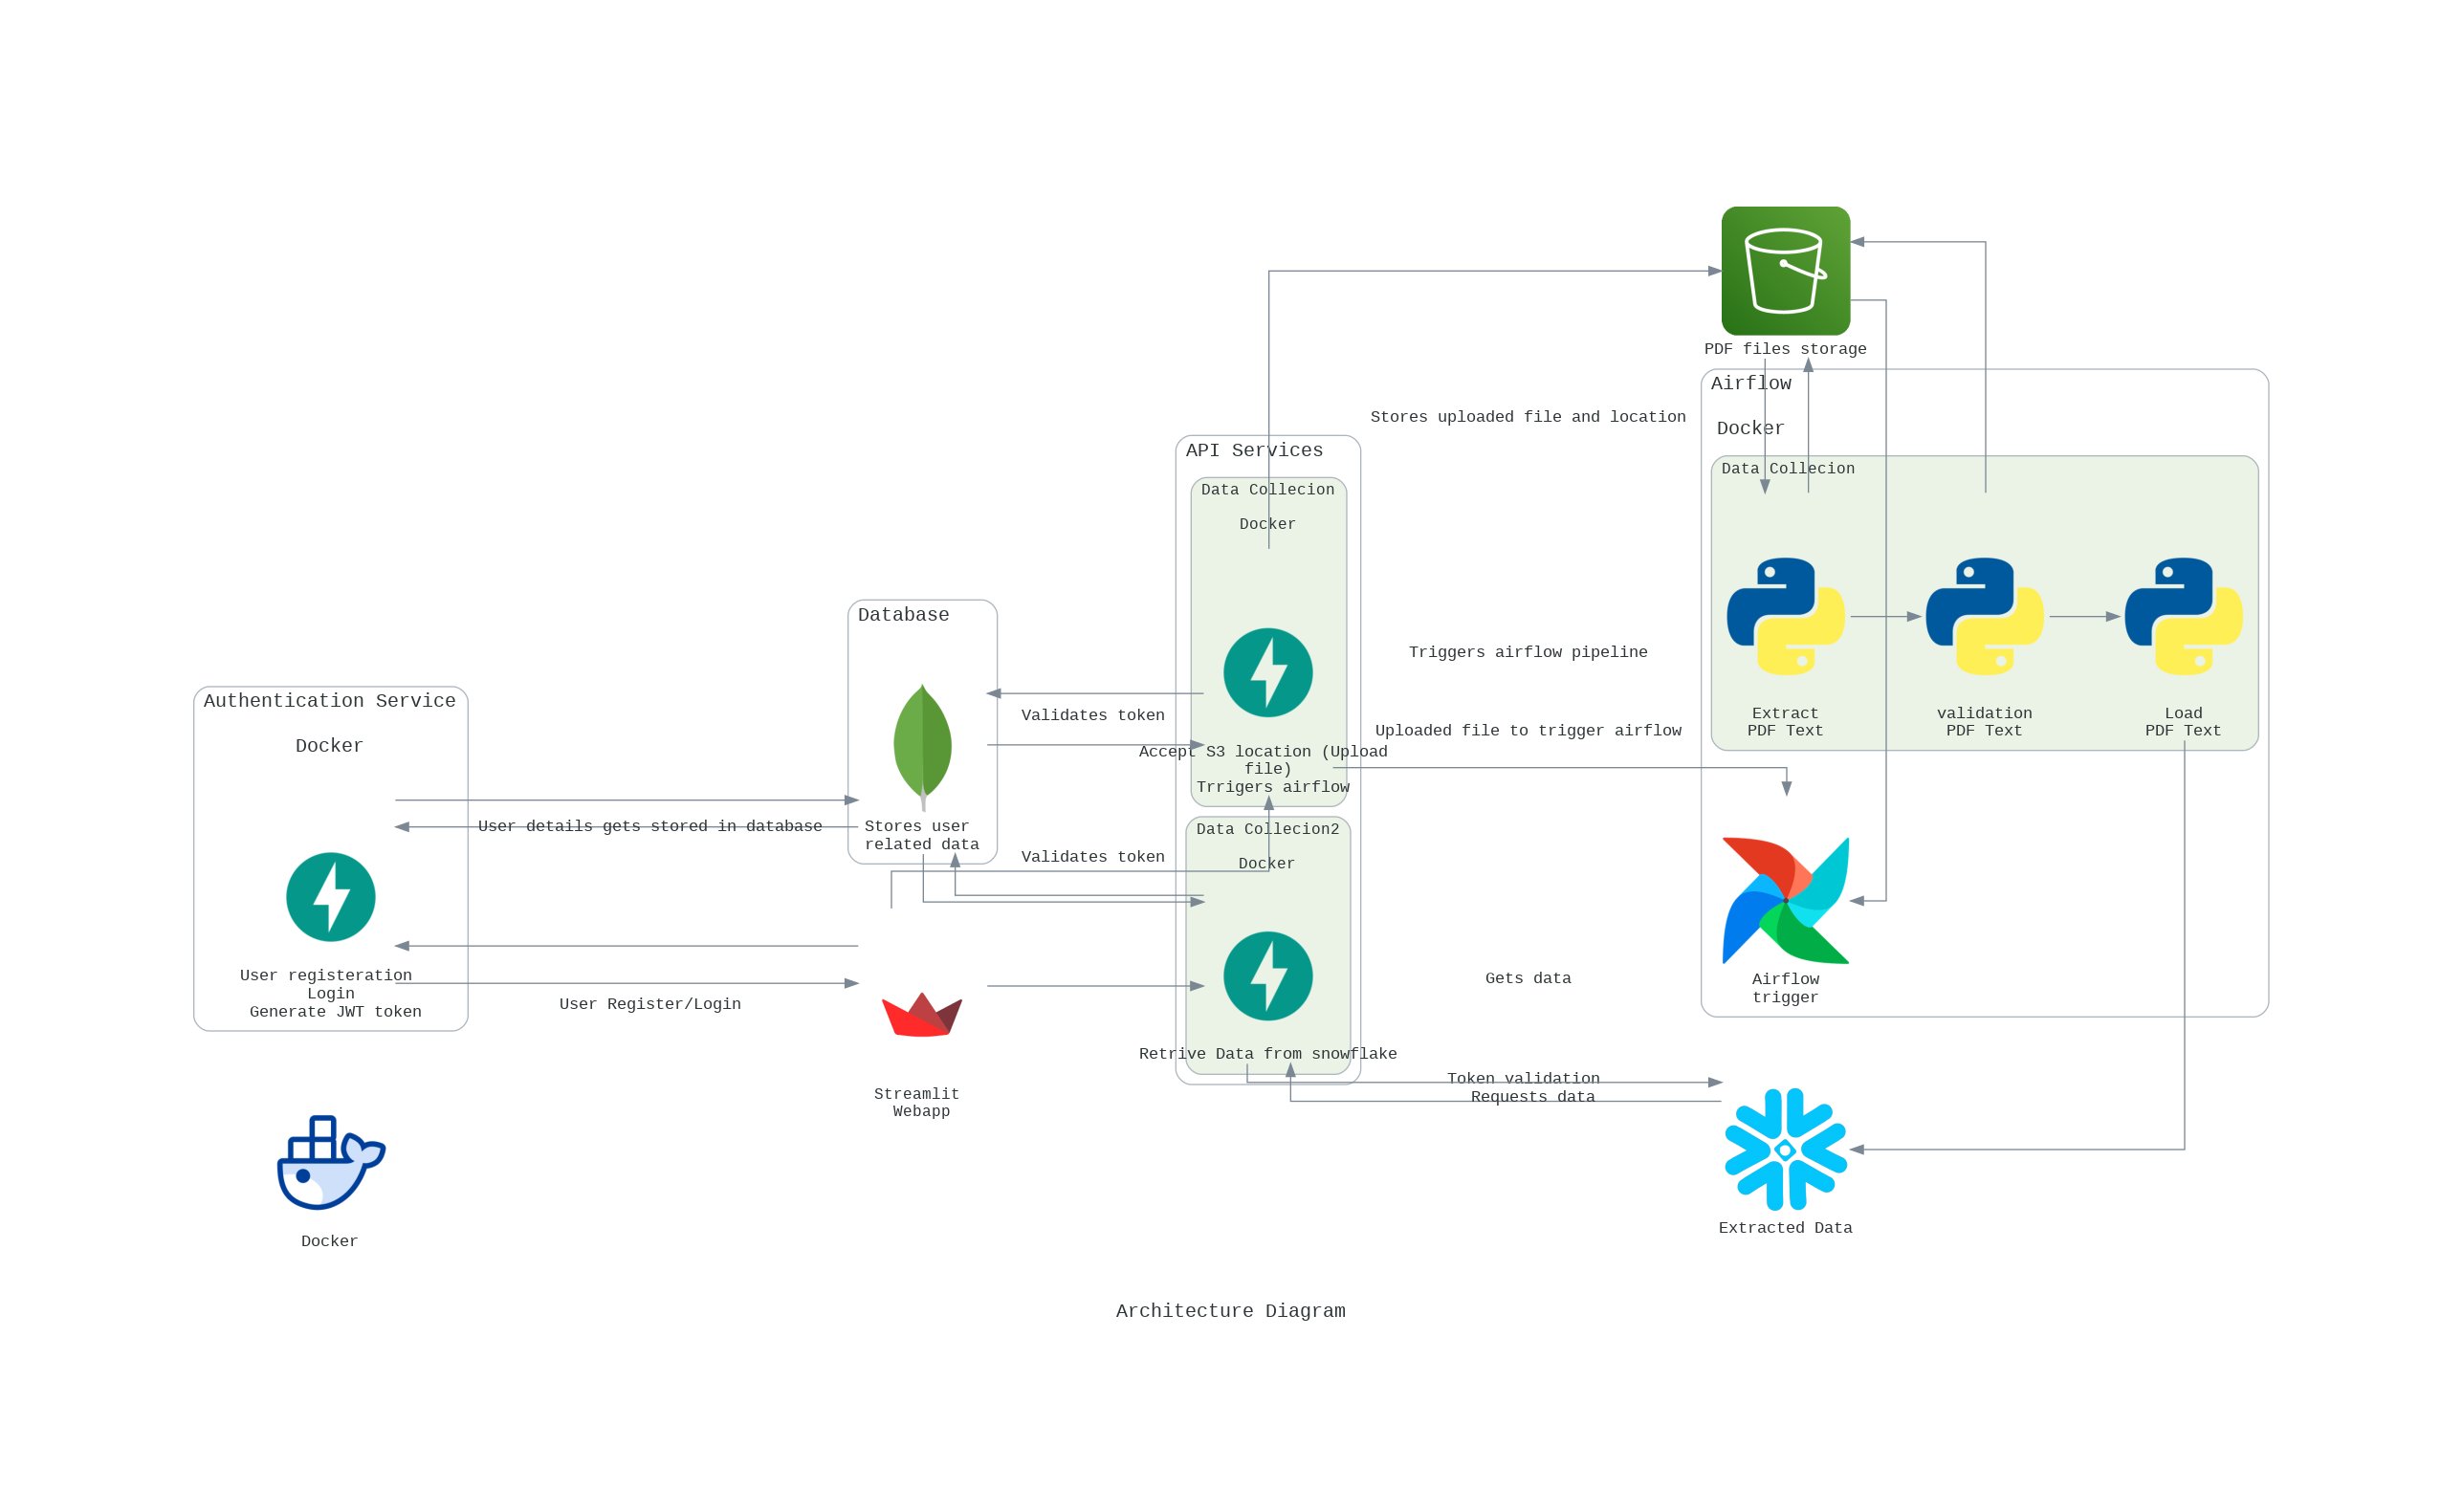 PDF files storage
Airflow
Docker
Data Collecion
Stores uploaded file and location
API Services
Data Collecion
Docker
Database
Triggers airflow pipeline
Authentication Service
Docker
Validates token
Uploaded file to trigger airflow
Extract
PDF Text
validation
PDF Text
Load
PDF Text
Accept S3 location (Upload
file)
Trrigers airflow
User details gets stored in database
Stores user
related data
Data Collecion2
Docker
Validates token
User registeration
Login
Generate JWT token
User Register/Login
Gets data
Airflow
trigger
Retrive Data from snowflake
Token validation
Requests data
Streamlit
Webapp
Docker
Extracted Data
Architecture Diagram